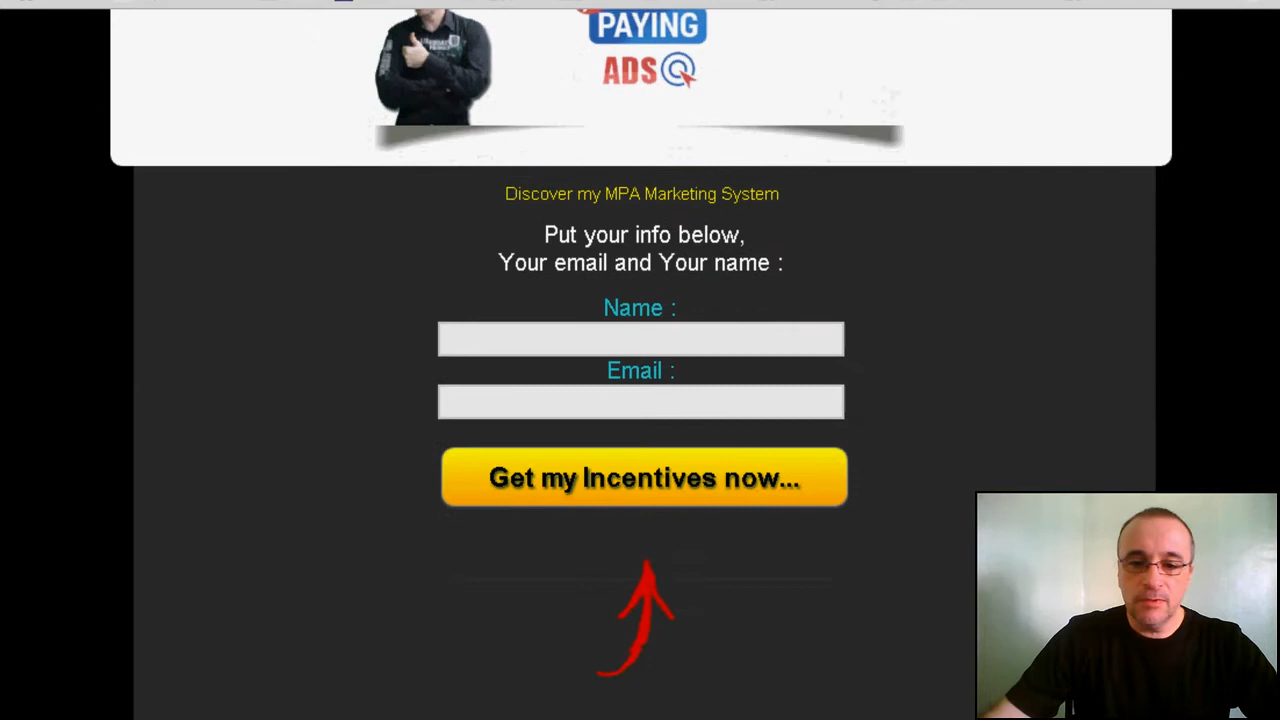 PAYING
ADS
Discover my MPA Marketing System
Put your info below,
Your email and Your name :
Name :
Email :
Get my Incentives now...